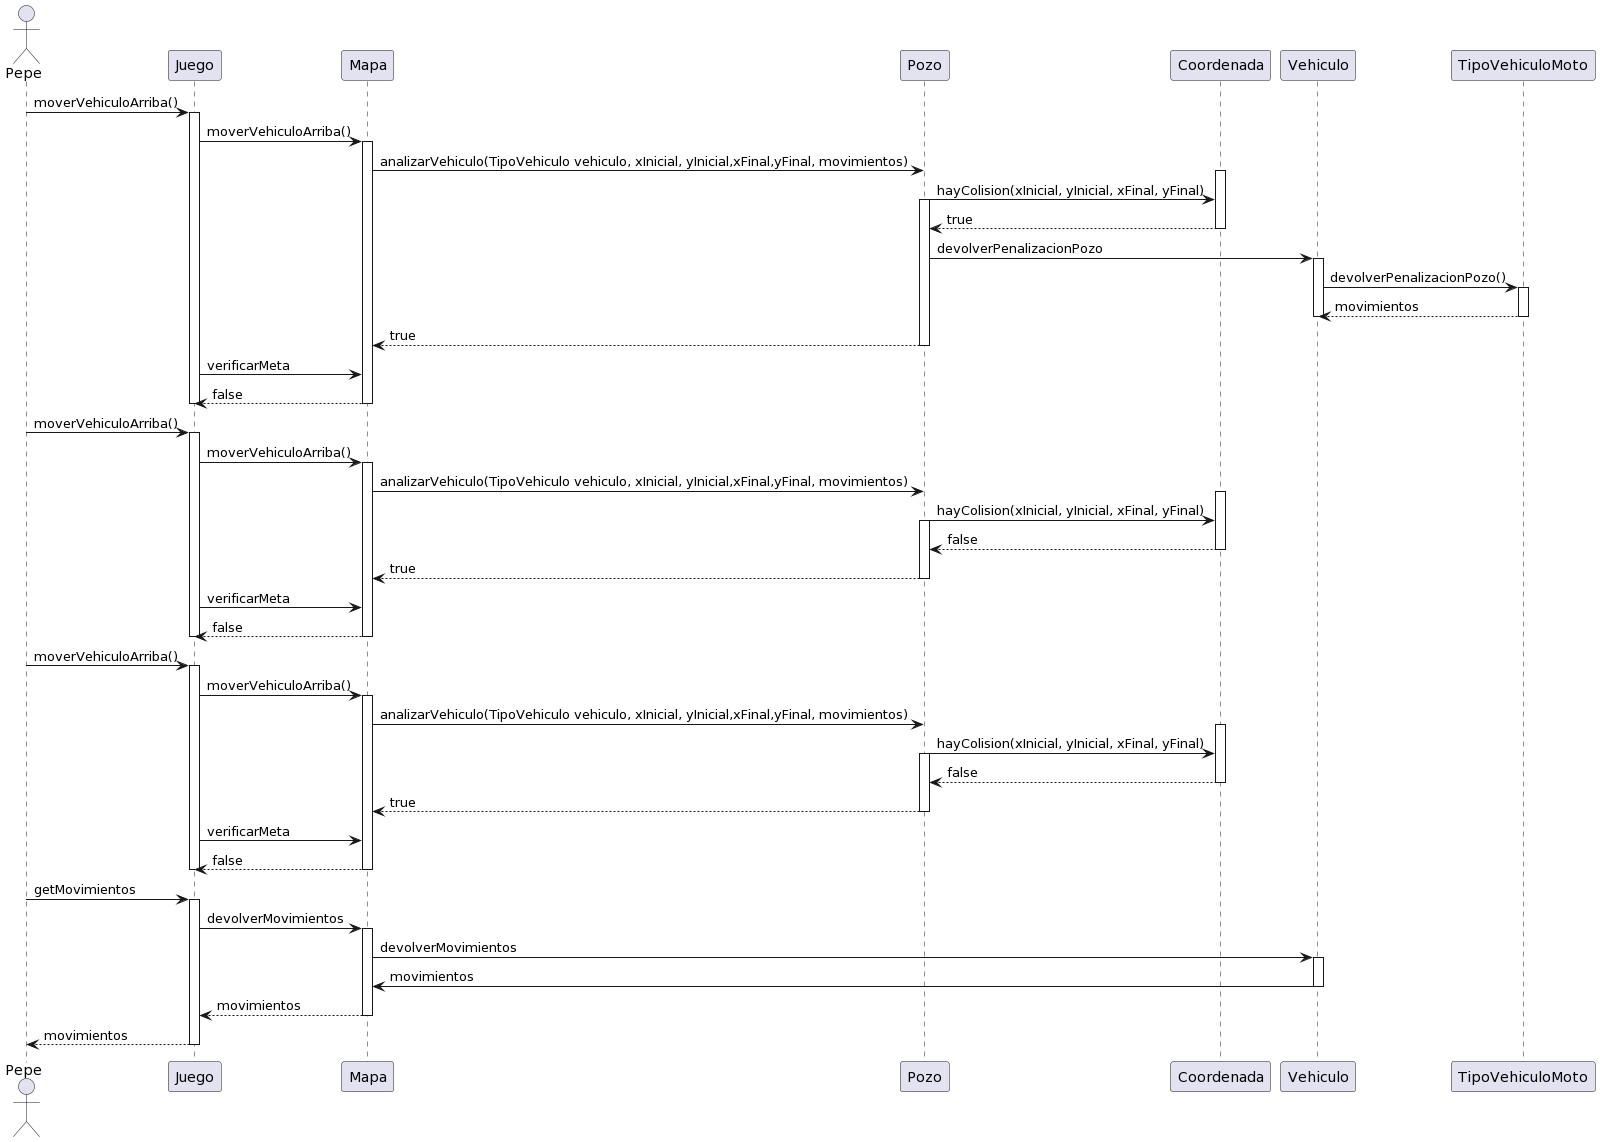 Pepe
Juego
Mapa
Pozo
Coordenada
Vehiculo
TipoVehiculoMoto
moverVehiculoArriba()
moverVehiculoArriba()
analizarVehiculo(TipoVehiculo vehiculo, xInicial, yInicial,xFinal,yFinal, movimientos)
hayColision(xInicial, yInicial, xFinal, yFinal)
true
devolverPenalizacionPozo
devolverPenalizacionPozo()
movimientos
true
verificarMeta
false
moverVehiculoArriba()
moverVehiculoArriba()
analizarVehiculo(TipoVehiculo vehiculo, xInicial, yInicial,xFinal,yFinal, movimientos)
hayColision(xInicial, yInicial, xFinal, yFinal)
false
true
verificarMeta
false
moverVehiculoArriba()
moverVehiculoArriba()
analizarVehiculo(TipoVehiculo vehiculo, xInicial, yInicial,xFinal,yFinal, movimientos)
hayColision(xInicial, yInicial, xFinal, yFinal)
false
true
verificarMeta
false
getMovimientos
devolverMovimientos
devolverMovimientos
movimientos
movimientos
movimientos
Pepe
Juego
Mapa
Pozo
Coordenada
Vehiculo
TipoVehiculoMoto